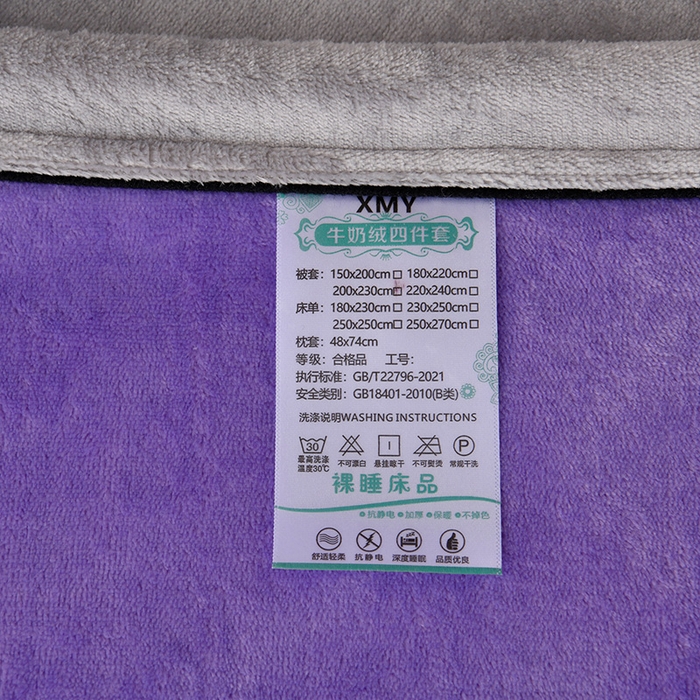 XMY
牛奶绒四件套
被套：150x200cm□ 180x220cm□
200x230cm□ 220x240cm□
床单：180x230cm□ 230x250cm□
250x250cm□ 250x270cm□
枕套：48x74cm
等级：合格品 工号：
执行标准：GB/T22796-2021
安全类别：GB18401-2010(B类)
洗涤说明WASHING INSTRUCTIONS
30 P
最高洗涤温度30℃ 不可漂白 悬挂晾干 不可熨烫 常规干洗
裸睡床品
抗静电 加厚 保暖 不掉色
舒适轻柔 抗静电 深度睡眠 品质优良